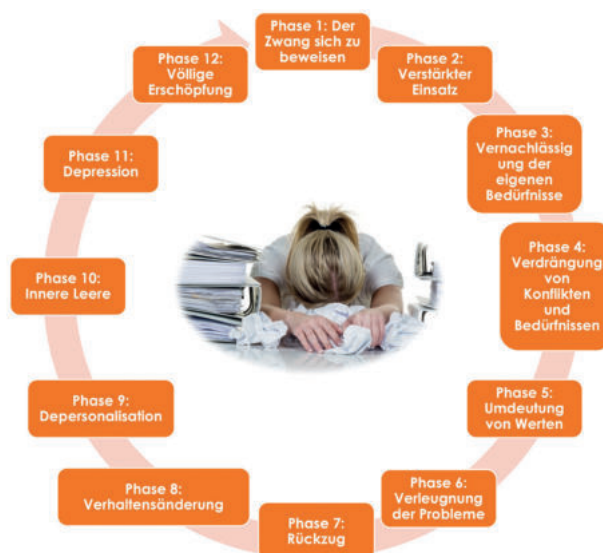 Phase 1: Der
Zwang sich zu
beweisen
Phase 2:
Verstärkter
Einsatz
Phase 3:
Vernachlässig
ung der
eigenen
Bedürfnisse
Phase 4:
Verdrängung
von
Konflikten
und
Bedürfnissen
Phase 5:
Umdeutung
von Werten
Phase 6:
Verleugnung
der Probleme
Phase 7:
Rückzug
Phase 8:
Verhaltensänderung
Phase 9:
Depersonalisation
Phase 10:
Innere Leere
Phase 11:
Depression
Phase 12:
Völlige
Erschöpfung